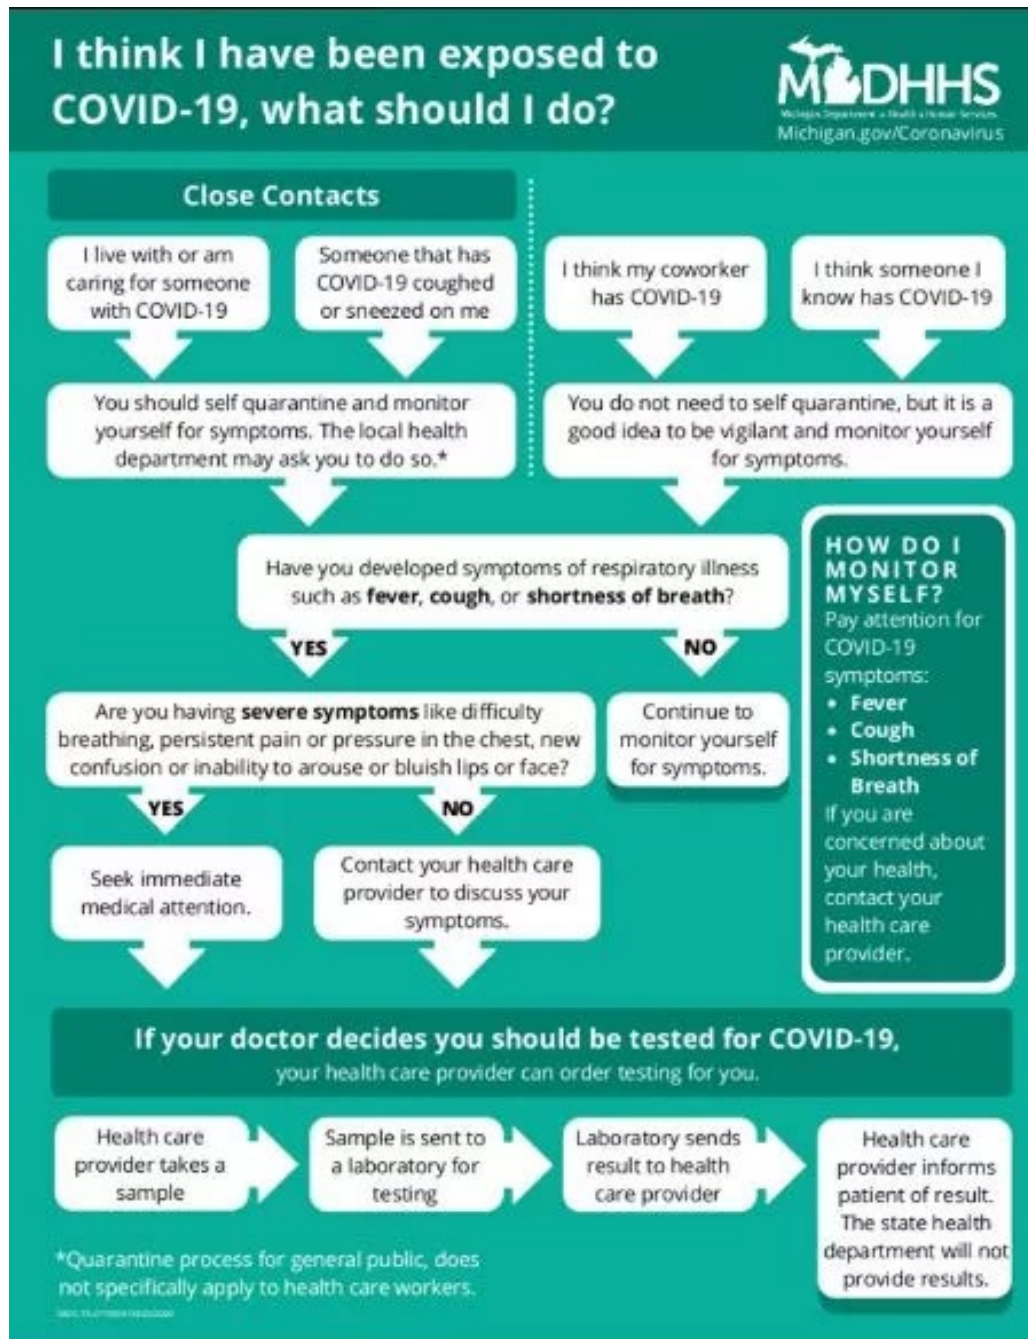 I think I have been exposed to
COVID-19, what should I do?
MDHHS
Michigan Department of Health & Human Services
Michigan.gov/Coronavirus
Close Contacts
I live with or am
caring for someone
with COVID-19
Someone that has
COVID-19 coughed
or sneezed on me
I think my coworker
has COVID-19
I think someone I
know has COVID-19
You should self quarantine and monitor
yourself for symptoms. The local health
department may ask you to do so.*
You do not need to self quarantine, but it is a
good idea to be vigilant and monitor yourself
for symptoms.
Have you developed symptoms of respiratory illness
such as fever, cough, or shortness of breath?
YES
NO
Are you having severe symptoms like difficulty
breathing, persistent pain or pressure in the chest, new
confusion or inability to arouse or bluish lips or face?
Continue to
monitor yourself
for symptoms.
YES
NO
Seek immediate
medical attention.
Contact your health care
provider to discuss your
symptoms.
HOW DO I
MONITOR
MYSELF?
Pay attention for
COVID-19
symptoms:
• Fever
• Cough
• Shortness of
Breath
If you are
concerned about
your health,
contact your
health care
provider.
If your doctor decides you should be tested for COVID-19,
your health care provider can order testing for you.
Health care
provider takes a
sample
Sample is sent to
a laboratory for
testing
Laboratory sends
result to health
care provider
Health care
provider informs
patient of result.
The state health
department will not
provide results.
*Quarantine process for general public, does
not specifically apply to health care workers.